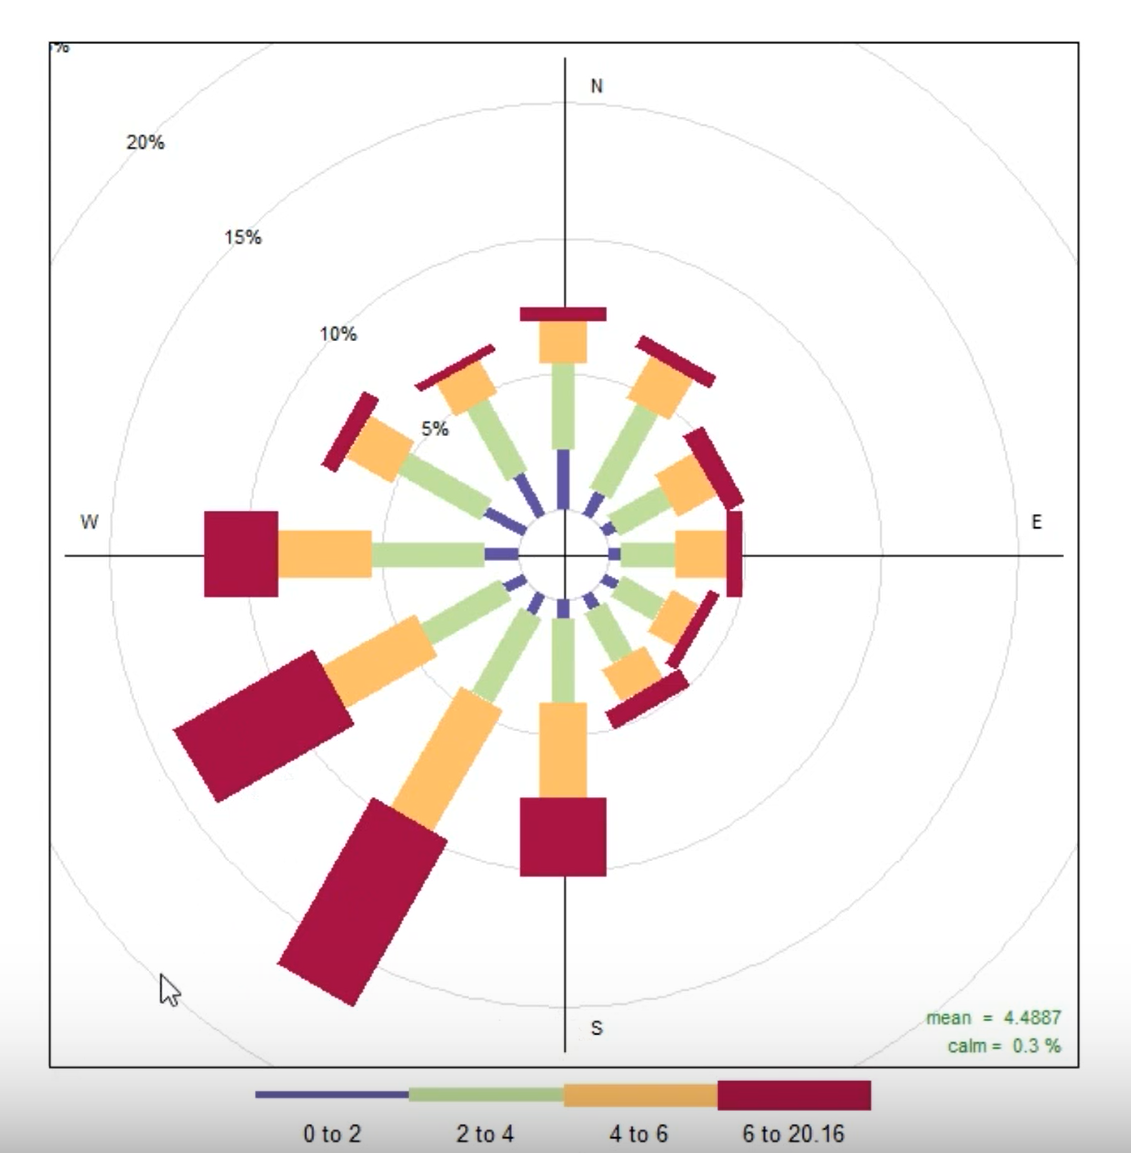 %
N
20%
15%
10%
5%
W
E
S
mean = 4.4887
calm = 0.3 %
0 to 2 2 to 4 4 to 6 6 to 20.16